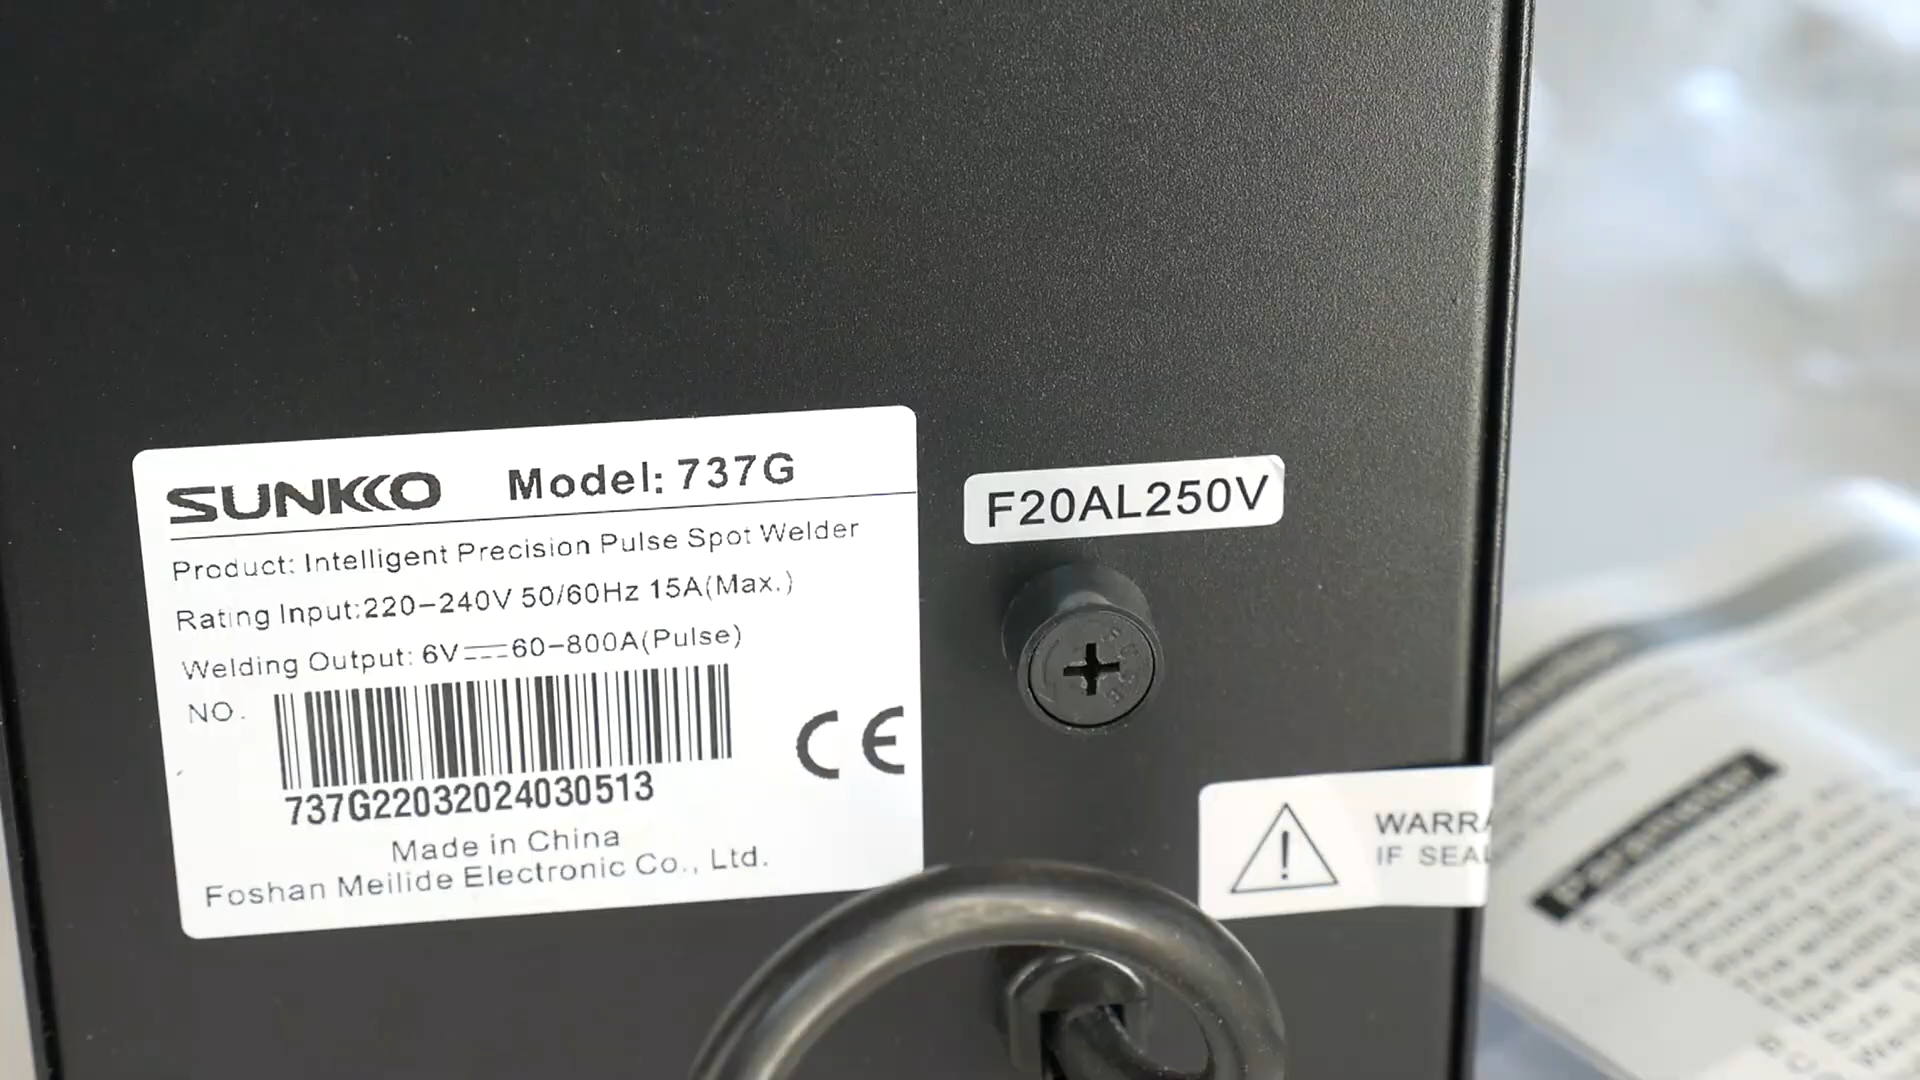 SUNKKO Model: 737G
Product: Intelligent Precision Pulse Spot Welder
Rating Input:220-240V 50/60Hz 15A(Max.)
Welding Output: 6V⎓60-800A(Pulse)
NO.
737G22032024030513
CE
Made in China
Foshan Meilide Electronic Co., Ltd.
F20AL250V
WARRA
IF SEAL
Parameter